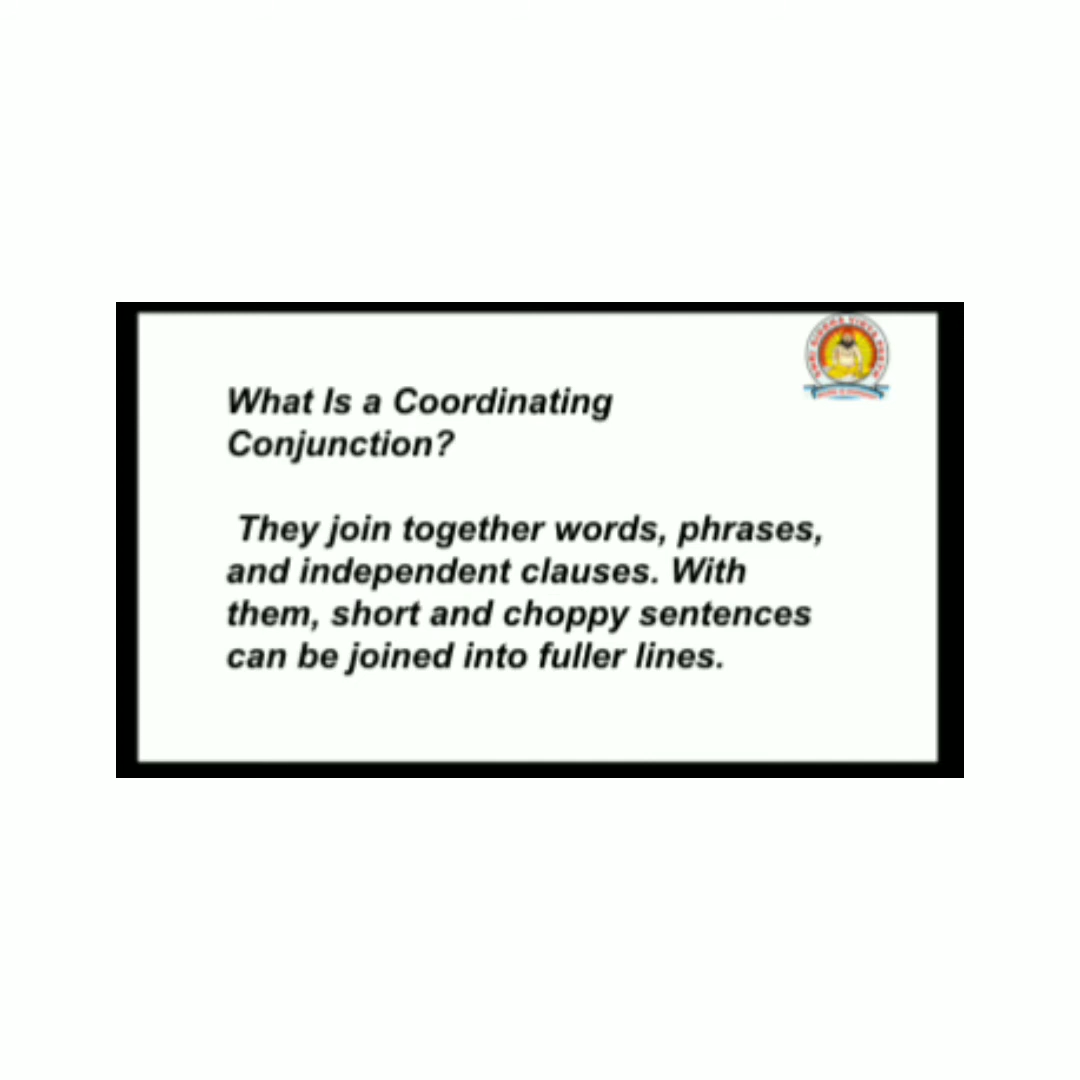 What Is a Coordinating
Conjunction?
They join together words, phrases,
and independent clauses. With
them, short and choppy sentences
can be joined into fuller lines.